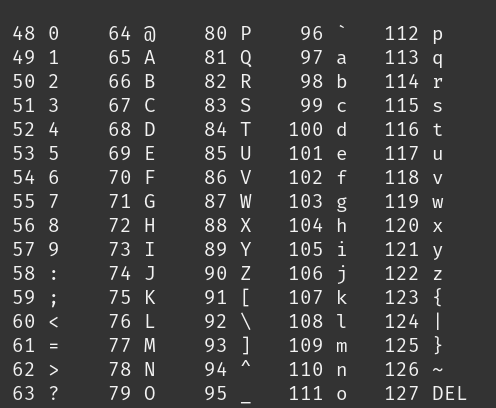 48 0    64 @    80 P     96 `   112 p
49 1    65 A    81 Q     97 a   113 q
50 2    66 B    82 R     98 b   114 r
51 3    67 C    83 S     99 c   115 s
52 4    68 D    84 T    100 d   116 t
53 5    69 E    85 U    101 e   117 u
54 6    70 F    86 V    102 f   118 v
55 7    71 G    87 W    103 g   119 w
56 8    72 H    88 X    104 h   120 x
57 9    73 I    89 Y    105 i   121 y
58 :    74 J    90 Z    106 j   122 z
59 ;    75 K    91 [    107 k   123 {
60 <    76 L    92 \    108 l   124 |
61 =    77 M    93 ]    109 m   125 }
62 >    78 N    94 ^    110 n   126 ~
63 ?    79 O    95 _    111 o   127 DEL